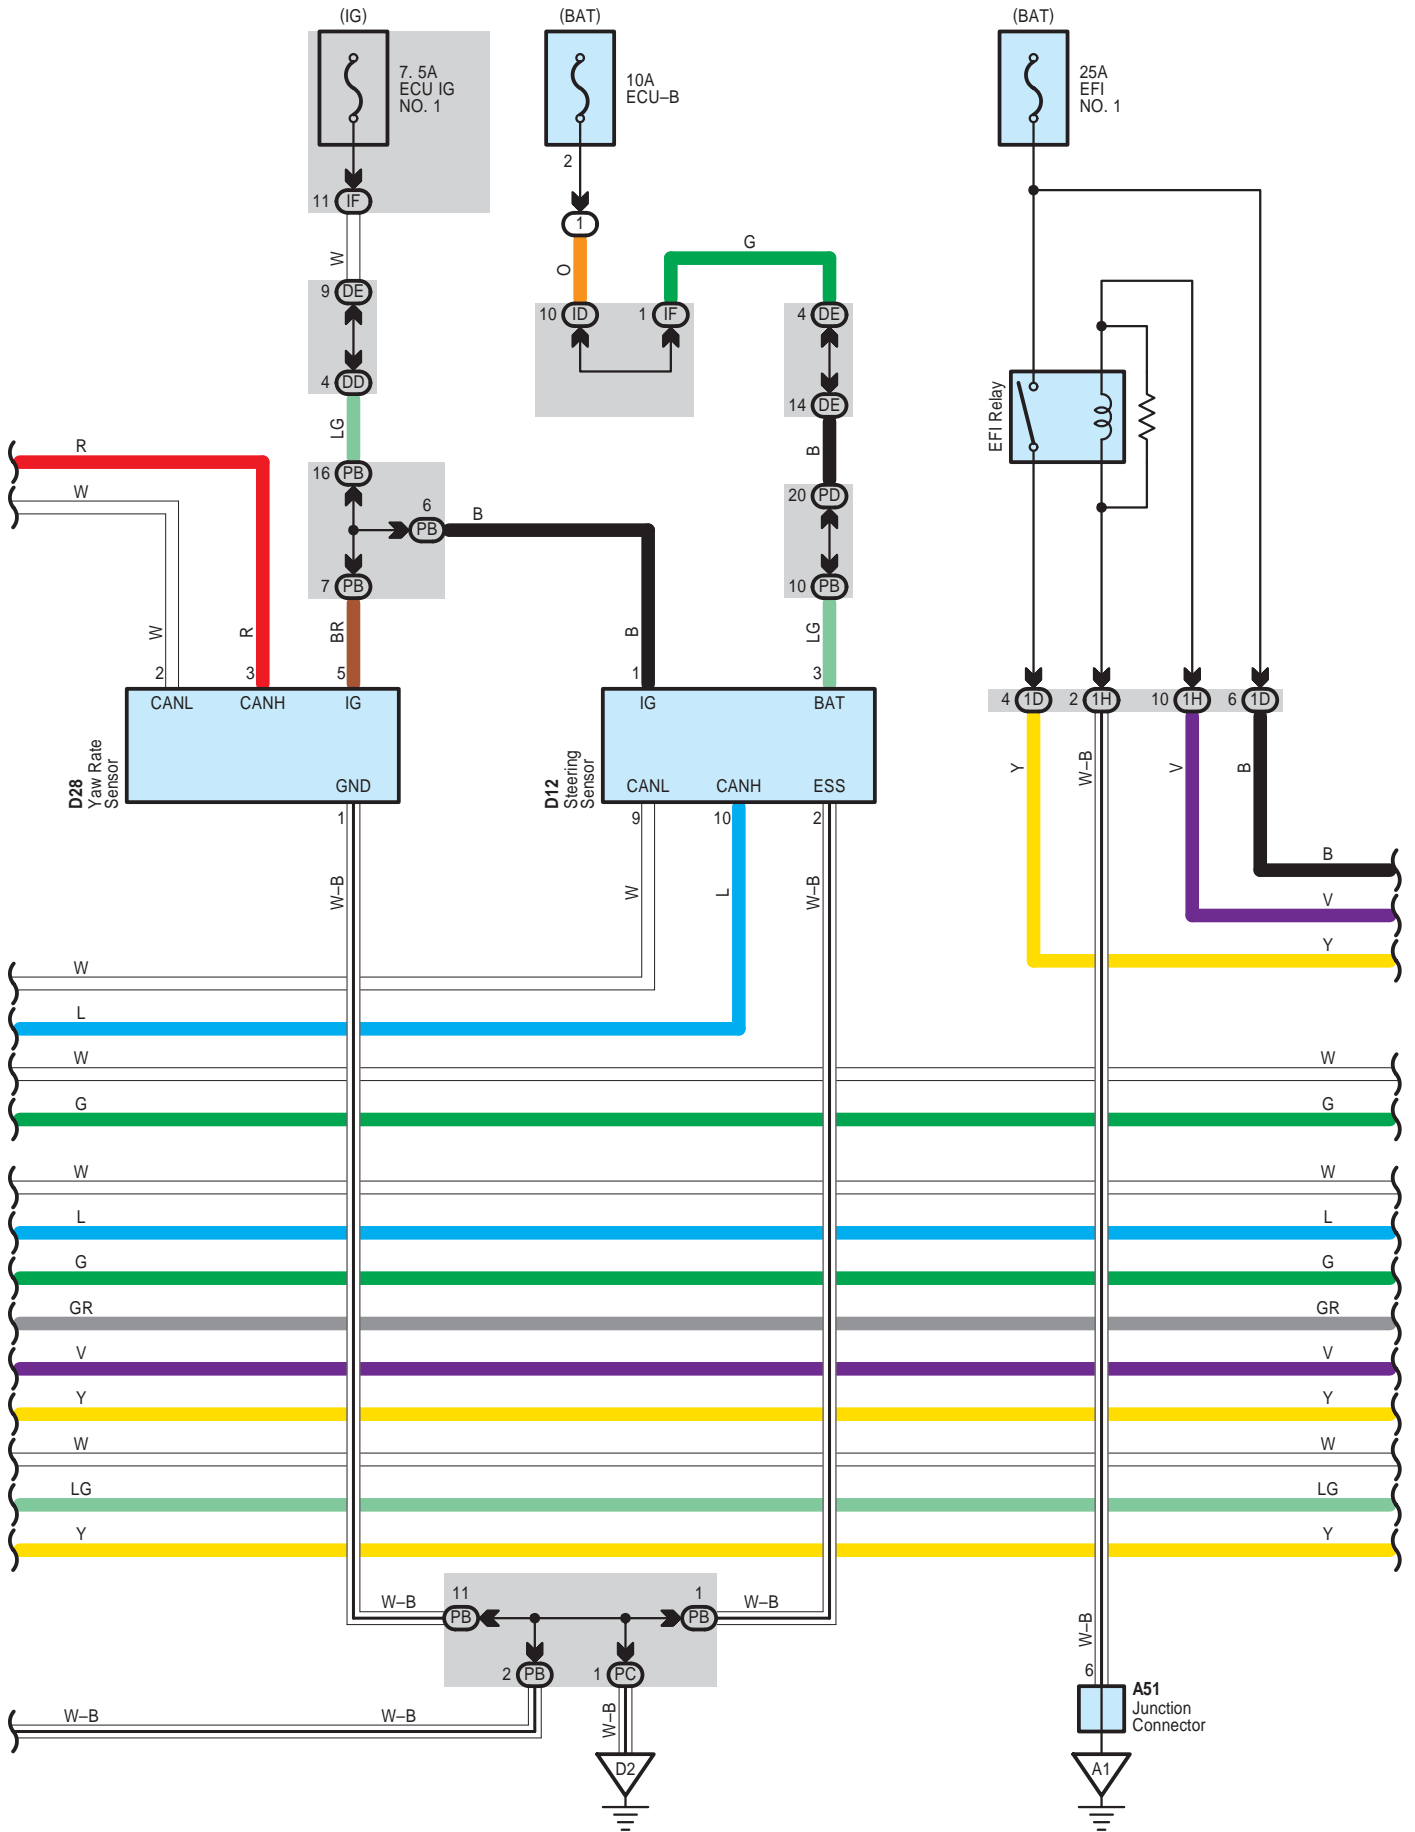 (IG)
(BAT)
(BAT)
7. 5A
ECU IG
NO. 1
10A
ECU–B
25A
EFI
NO. 1
2
11 IF
1
W
O
G
9 DE
10 ID
1 IF
4 DE
4 DD
14 DE
EFI Relay
LG
B
R
16 PB
W
6
PB
B
20 PD
7 PB
10 PB
W
R
BR
B
LG
2
3
5
1
3
CANL
CANH
IG
IG
BAT
4 1D
2 1H
10 1H
6 1D
D28
Yaw Rate
Sensor
D12
Steering
Sensor
Y
W–B
V
B
GND
CANL
CANH
ESS
1
9
10
2
W–B
W
L
W–B
B
V
Y
W
L
W
W
G
G
W
W
L
L
G
G
GR
GR
V
V
Y
Y
W
W
LG
LG
Y
Y
W–B
11
PB
1
PB
W–B
W–B
2 PB
1 PC
6
A51
Junction
Connector
W–B
W–B
W–B
D2
A1